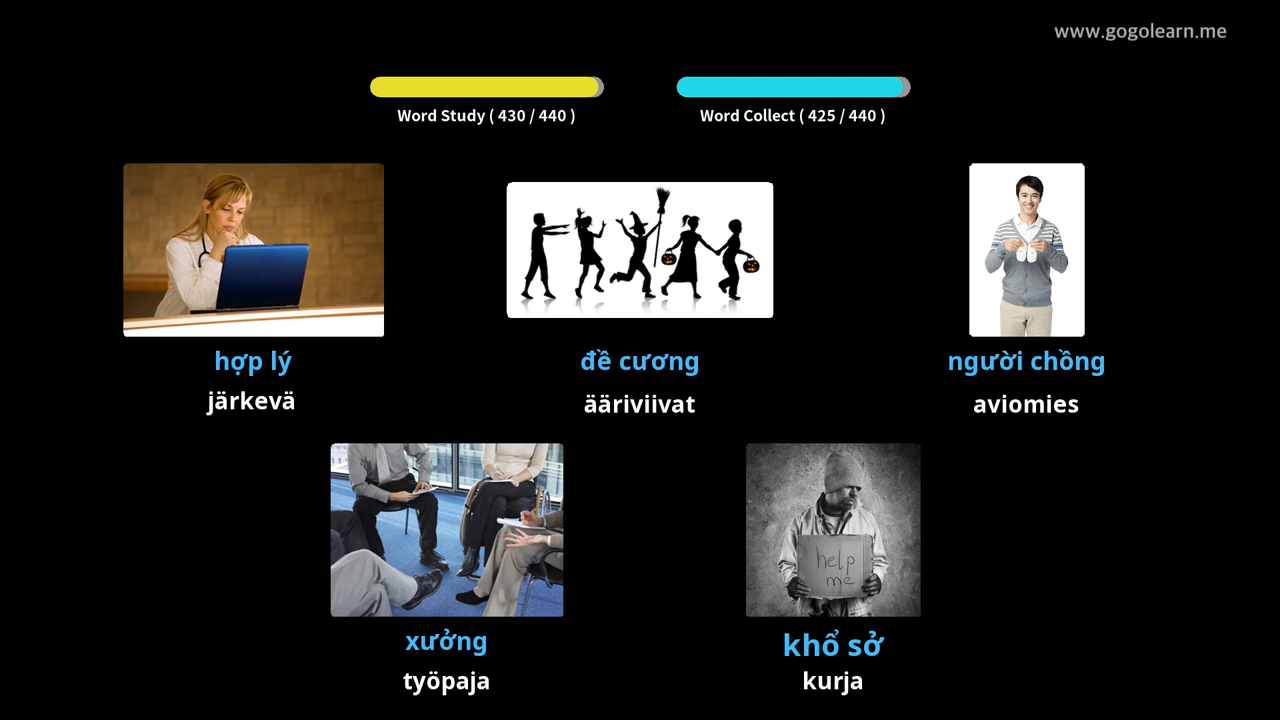 www.gogolearn.me
Word Study ( 430 / 440 )
Word Collect ( 425 / 440 )
hợp lý
järkevä
đề cương
ääriviivat
người chồng
aviomies
help
me
xưởng
työpaja
khổ sở
kurja